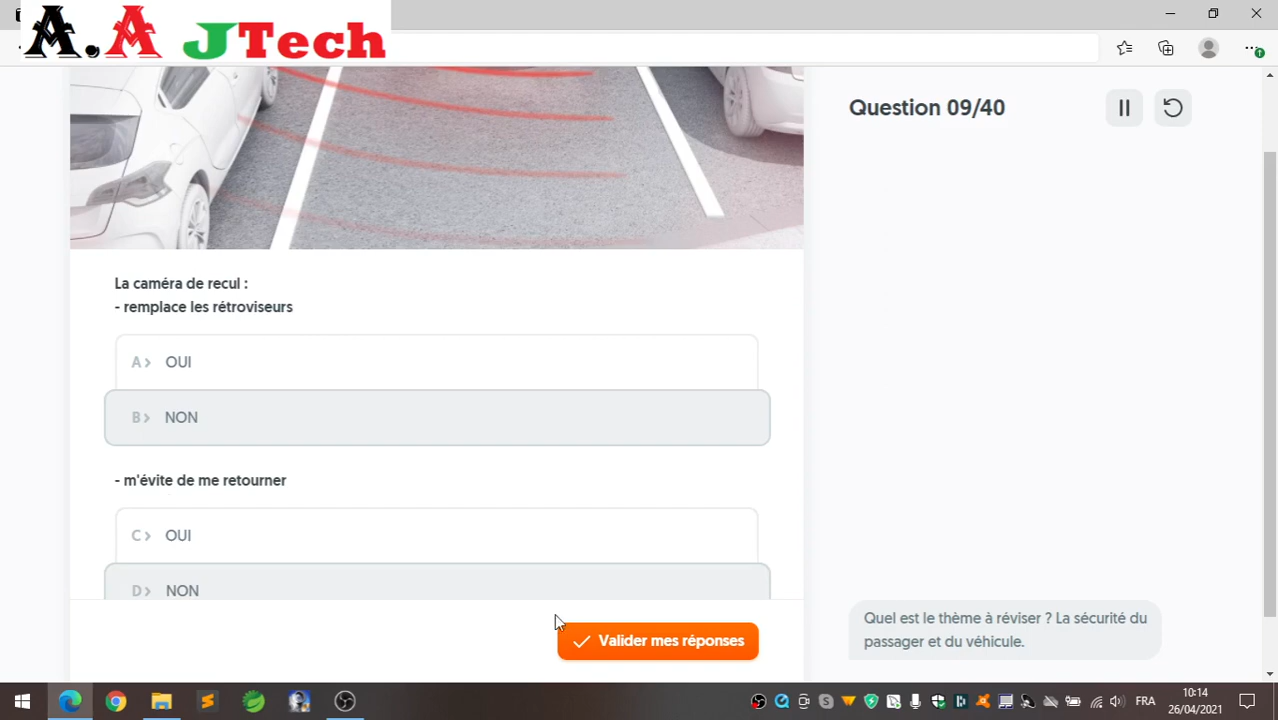 A.A JTech
Question 09/40
La caméra de recul :
- remplace les rétroviseurs
A > OUI
B > NON
- m'évite de me retourner
C > OUI
D > NON
Valider mes réponses
Quel est le thème à réviser ? La sécurité du
passager et du véhicule.
FRA
10:14
26/04/2021